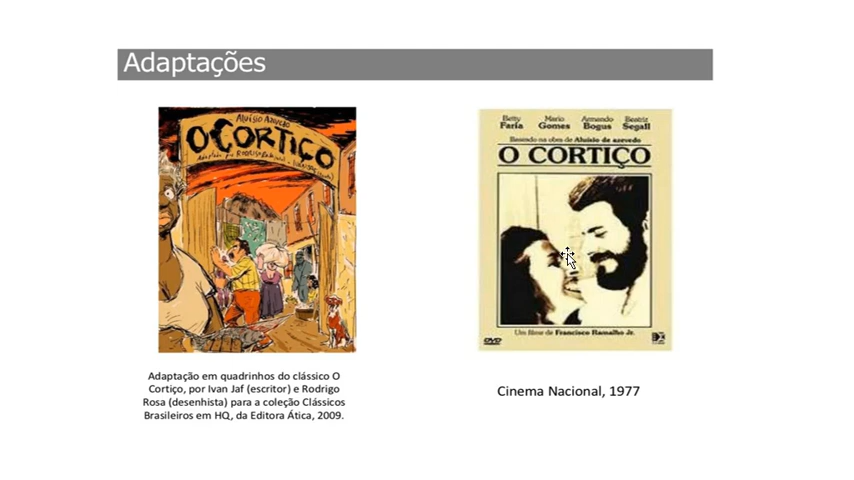 Adaptações
Aluísio Azevedo
O CORTIÇO
Betty Faria
Mario Gomes
Armando Bogus
Beatriz Segall
Baseado na obra de Aluísio de azevedo
O CORTIÇO
Um filme de Francisco Ramalho Jr.
DVD
Adaptação em quadrinhos do clássico O
Cortiço, por Ivan Jaf (escritor) e Rodrigo
Rosa (desenhista) para a coleção Clássicos
Brasileiros em HQ, da Editora Ática, 2009.
Cinema Nacional, 1977